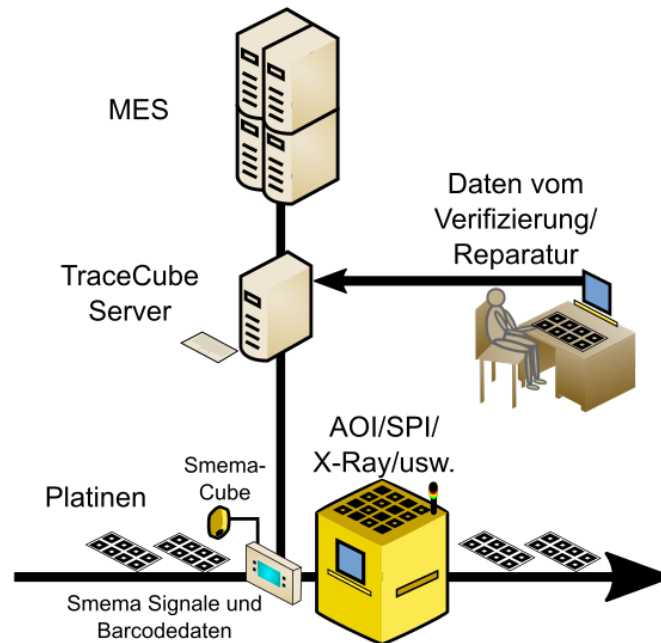 MES
Daten vom
Verifizierung/
Reparatur
TraceCube
Server
AOI/SPI/
X-Ray/usw.
Smema-
Cube
Platinen
Smema Signale und
Barcodedaten